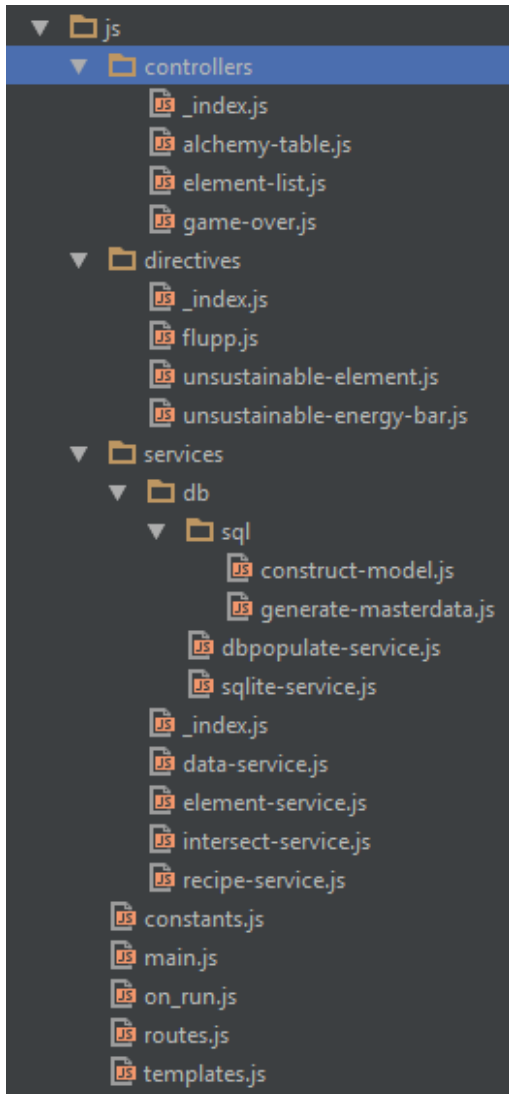 js
controllers
_index.js
alchemy-table.js
element-list.js
game-over.js
directives
_index.js
flupp.js
unsustainable-element.js
unsustainable-energy-bar.js
services
db
sql
construct-model.js
generate-masterdata.js
dbpopulate-service.js
sqlite-service.js
_index.js
data-service.js
element-service.js
intersect-service.js
recipe-service.js
constants.js
main.js
on_run.js
routes.js
templates.js